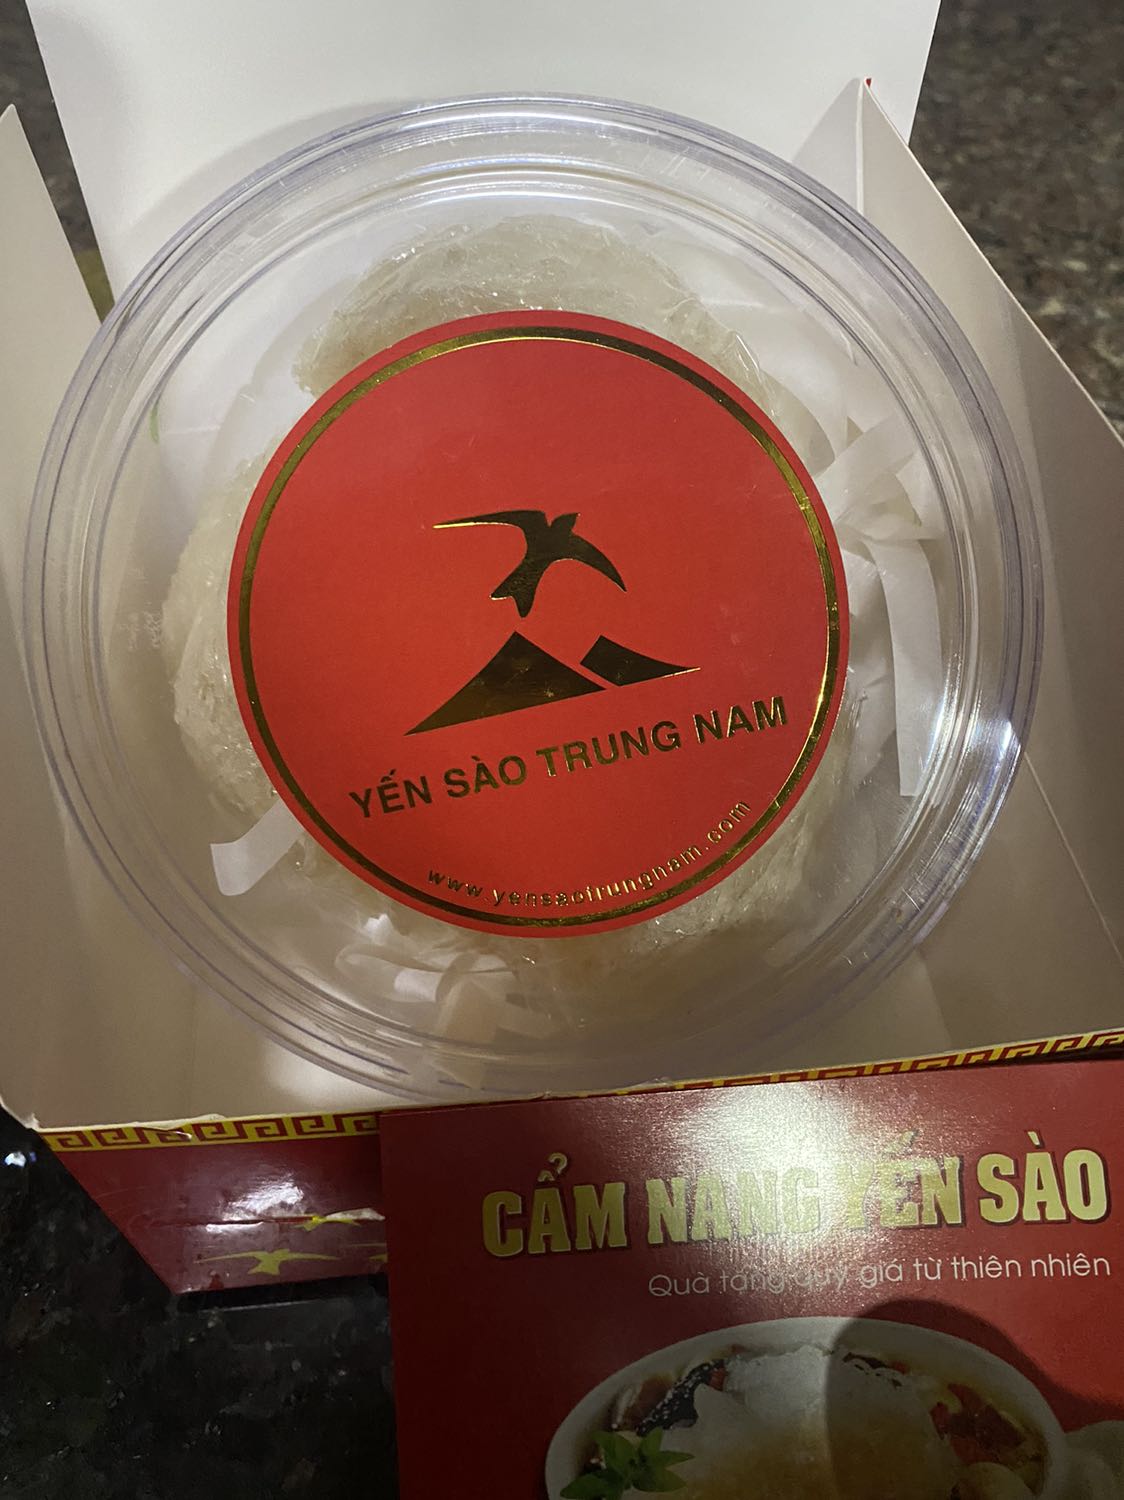 YẾN SÀO TRUNG NAM
www.yensaotrungnam.com
CẨM NANG YẾN SÀO
Quà tặng quý giá từ thiên nhiên